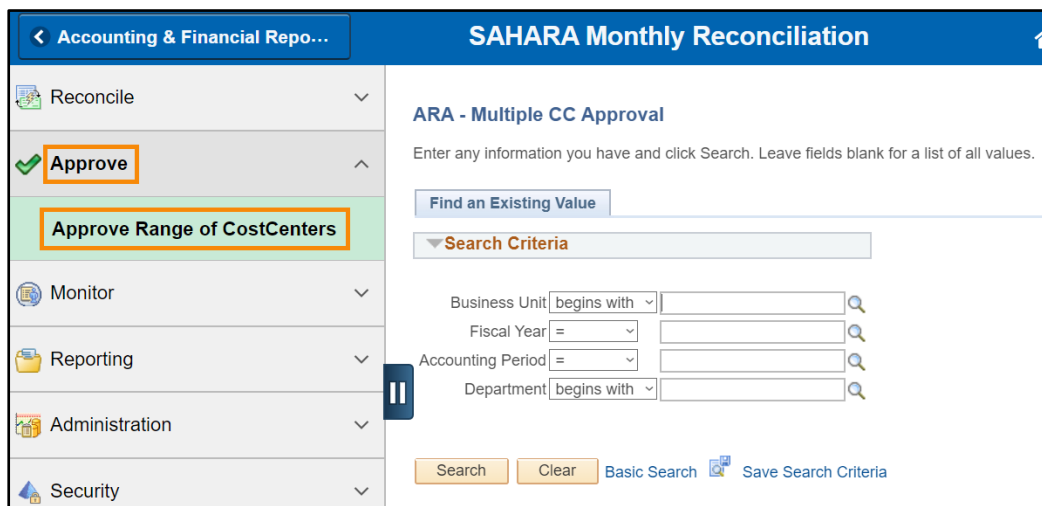 Accounting & Financial Repo...
SAHARA Monthly Reconciliation
Reconcile
Approve
Approve Range of CostCenters
Monitor
Reporting
Administration
Security
ARA - Multiple CC Approval
Enter any information you have and click Search. Leave fields blank for a list of all values.
Find an Existing Value
Search Criteria
Business Unit begins with
Fiscal Year =
Accounting Period =
Department begins with
Search Clear Basic Search Save Search Criteria